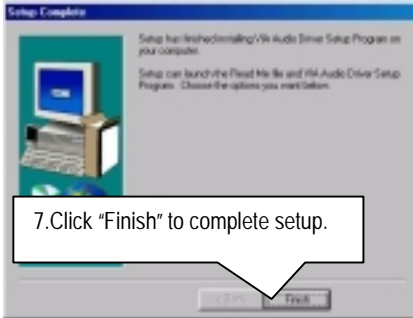 Setup Complete
Setup has finished installing VIA Audio Driver Setup Program on
your computer.
Setup can launch the Read Me file and VIA Audio Driver Setup
Program. Choose the options you want below.
7.Click “Finish” to complete setup.
< Back Finish